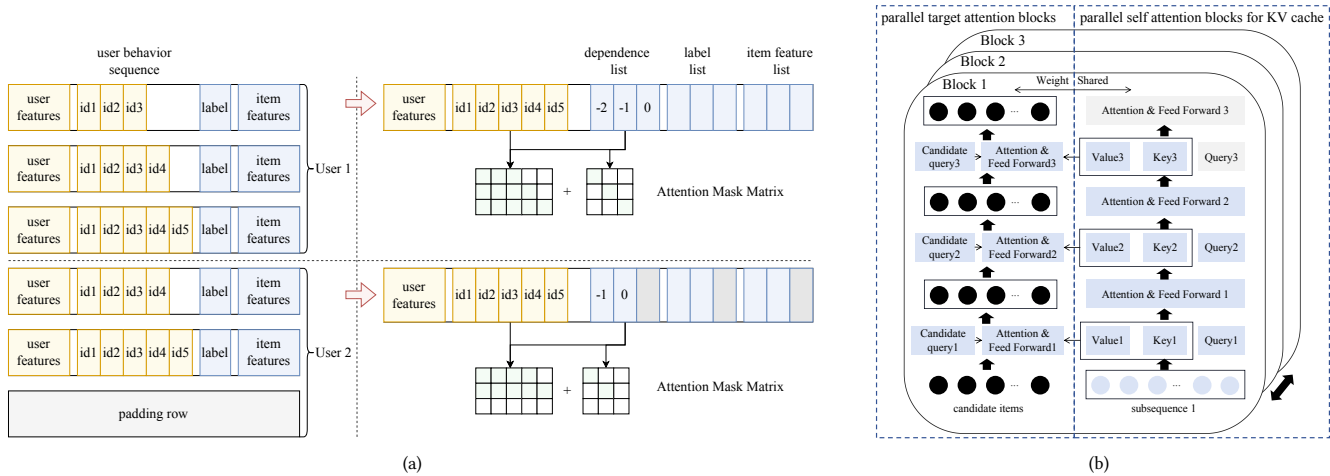 user behavior
sequence
user
features
id1 id2 id3
label
item
features
user
features
id1 id2 id3 id4
label
item
features
user
features
id1 id2 id3 id4 id5
label
item
features
User 1
user
features
id1 id2 id3 id4
label
item
features
user
features
id1 id2 id3 id4 id5
label
item
features
padding row
User 2
dependence
list
label
list
item feature
list
user
features
id1 id2 id3 id4 id5
-2 -1 0
+
Attention Mask Matrix
user
features
id1 id2 id3 id4 id5
-1 0
+
Attention Mask Matrix
(a)
parallel target attention blocks
parallel self attention blocks for KV cache
Block 3
Block 2
Block 1
Weight Shared
...
Attention & Feed Forward 3
Candidate
query3
Attention &
Feed Forward3
Value3
Key3
Query3
...
Attention & Feed Forward 2
Candidate
query2
Attention &
Feed Forward2
Value2
Key2
Query2
...
Attention & Feed Forward 1
Candidate
query1
Attention &
Feed Forward1
Value1
Key1
Query1
...
...
candidate items
subsequence 1
(b)